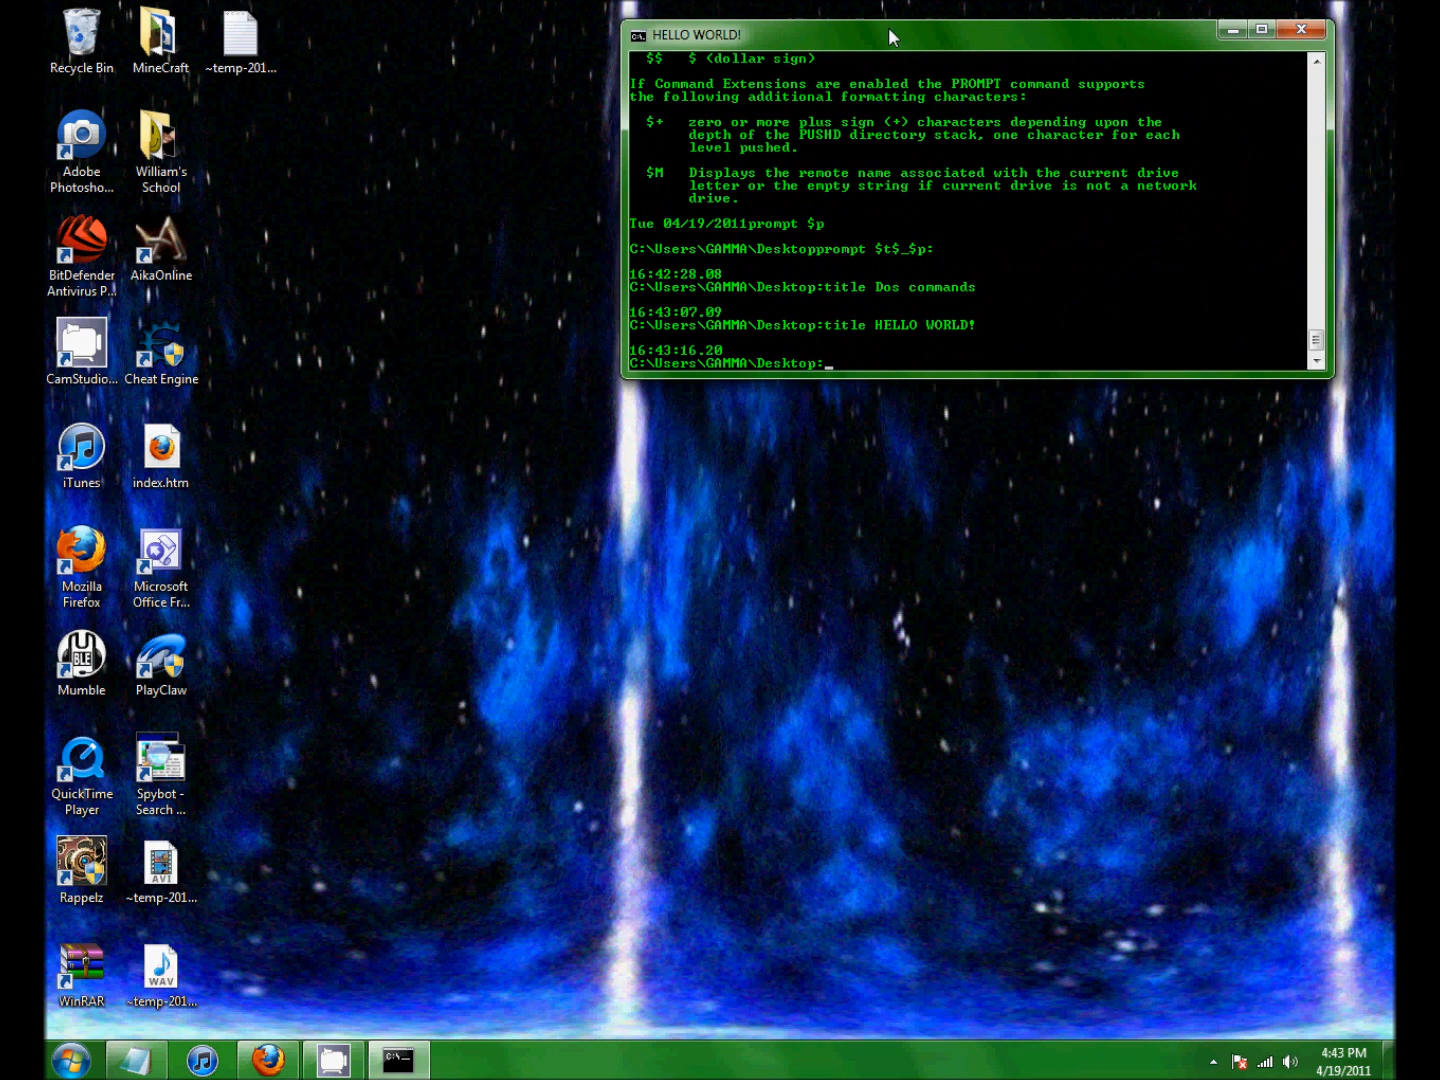 Recycle Bin
MineCraft
~temp-201...
Adobe
Photosho...
William's
School
BitDefender
Antivirus P...
AikaOnline
CamStudio...
Cheat Engine
iTunes
index.htm
Mozilla
Firefox
Microsoft
Office Fr...
Mumble
PlayClaw
QuickTime
Player
Spybot -
Search ...
Rappelz
AVI
~temp-201...
WinRAR
WAV
~temp-201...
HELLO WORLD!
$$ $ (dollar sign)
If Command Extensions are enabled the PROMPT command supports
the following additional formatting characters:
$+ zero or more plus sign (+) characters depending upon the
depth of the PUSHD directory stack, one character for each
level pushed.
$M Displays the remote name associated with the current drive
letter or the empty string if current drive is not a network
drive.
Tue 04/19/2011prompt $p
C:\Users\GAMMA\Desktopprompt $t$_$p:
16:42:28.08
C:\Users\GAMMA\Desktop:title Dos commands
16:43:07.09
C:\Users\GAMMA\Desktop:title HELLO WORLD!
16:43:16.20
C:\Users\GAMMA\Desktop:_
4:43 PM
4/19/2011